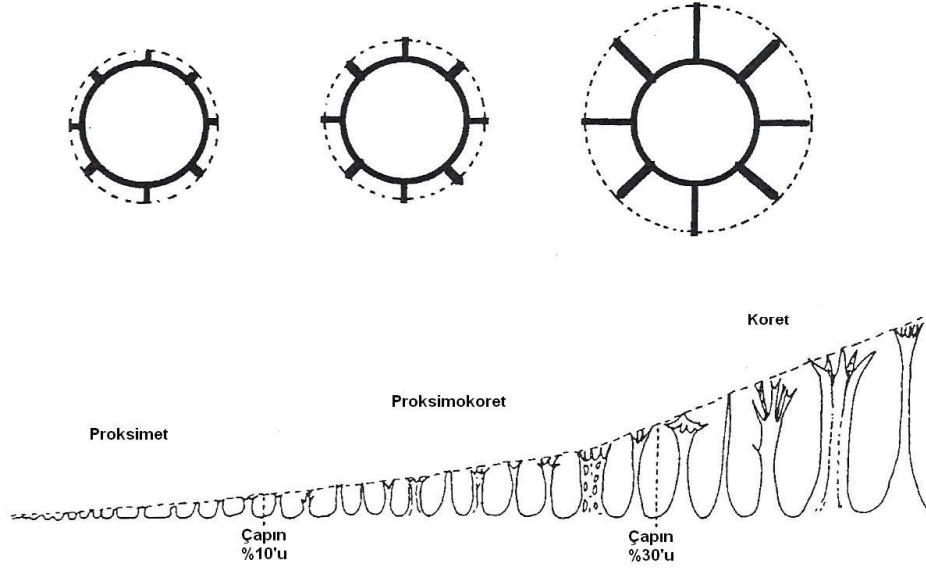 Koret
Proksimokoret
Proksimet
Çapın
%10'u
Çapın
%30'u